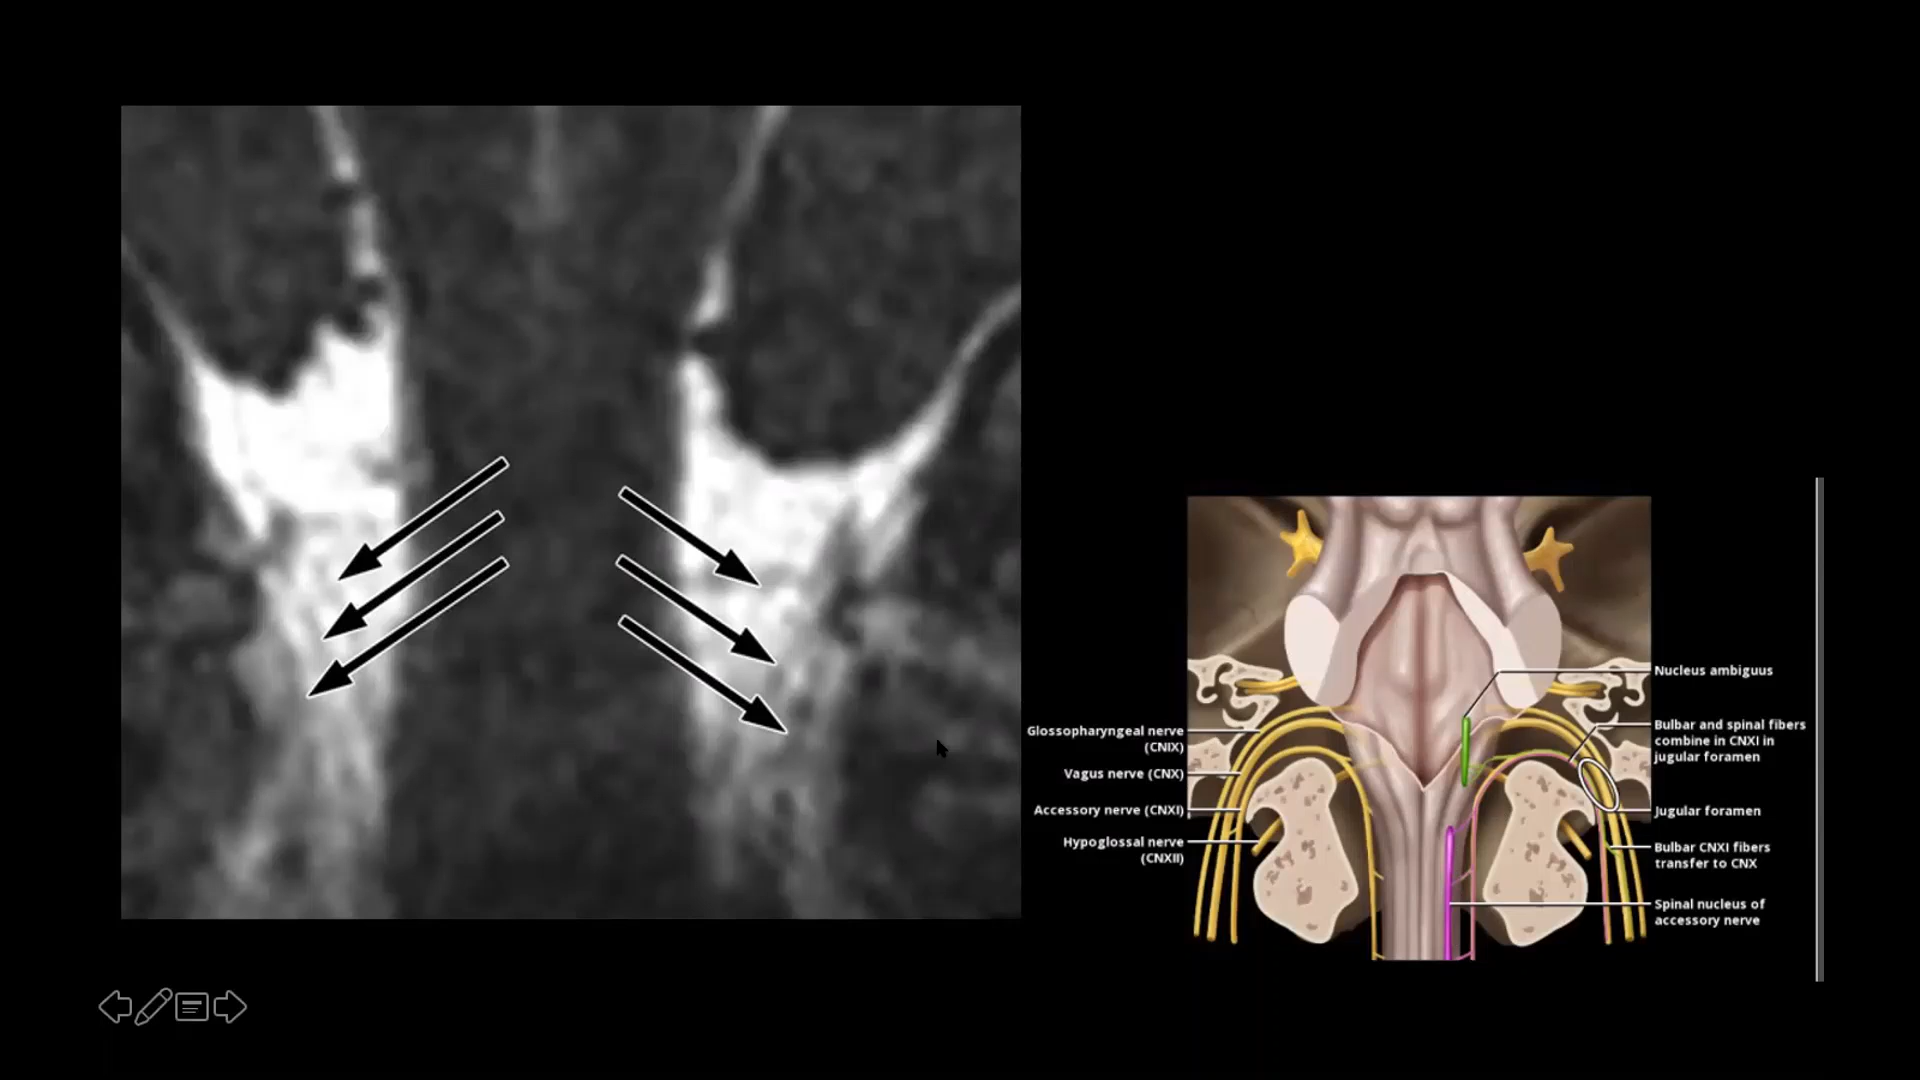 Nucleus ambiguus
Glossopharyngeal nerve
(CNIX)
Vagus nerve (CNX)
Accessory nerve (CNXI)
Hypoglossal nerve
(CNXII)
Bulbar and spinal fibers
combine in CNXI in
jugular foramen
Jugular foramen
Bulbar CNXI fibers
transfer to CNX
Spinal nucleus of
accessory nerve